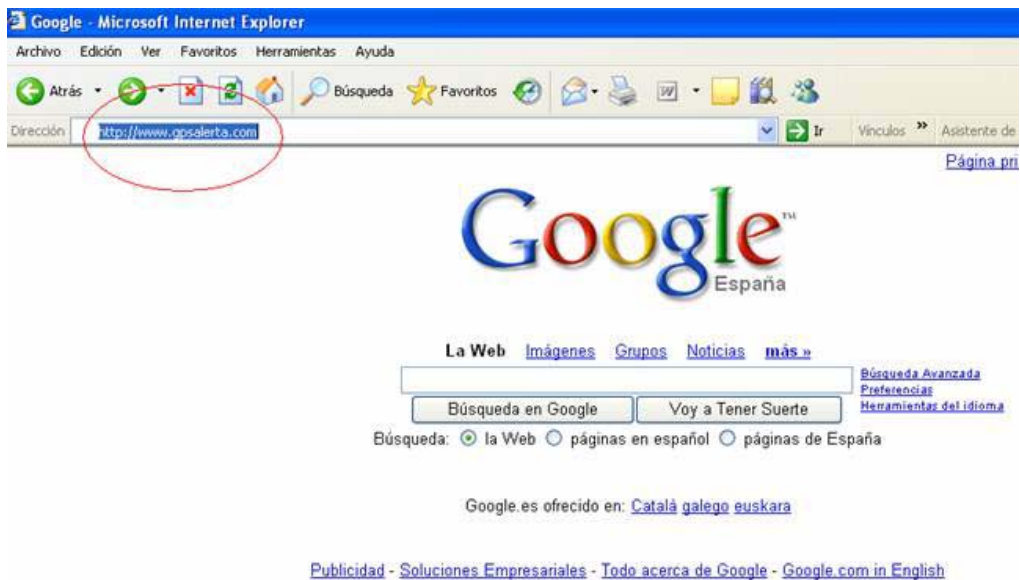 Google - Microsoft Internet Explorer
Archivo Edición Ver Favoritos Herramientas Ayuda
Atrás Búsqueda Favoritos
Dirección http://www.gpsalerta.com Ir Vínculos » Asistente de
Página pri
Google™
España
La Web Imágenes Grupos Noticias más »
Búsqueda Avanzada
Preferencias
Búsqueda en Google Voy a Tener Suerte Herramientas del idioma
Búsqueda: la Web páginas en español páginas de España
Google.es ofrecido en: Català galego euskara
Publicidad - Soluciones Empresariales - Todo acerca de Google - Google.com in English